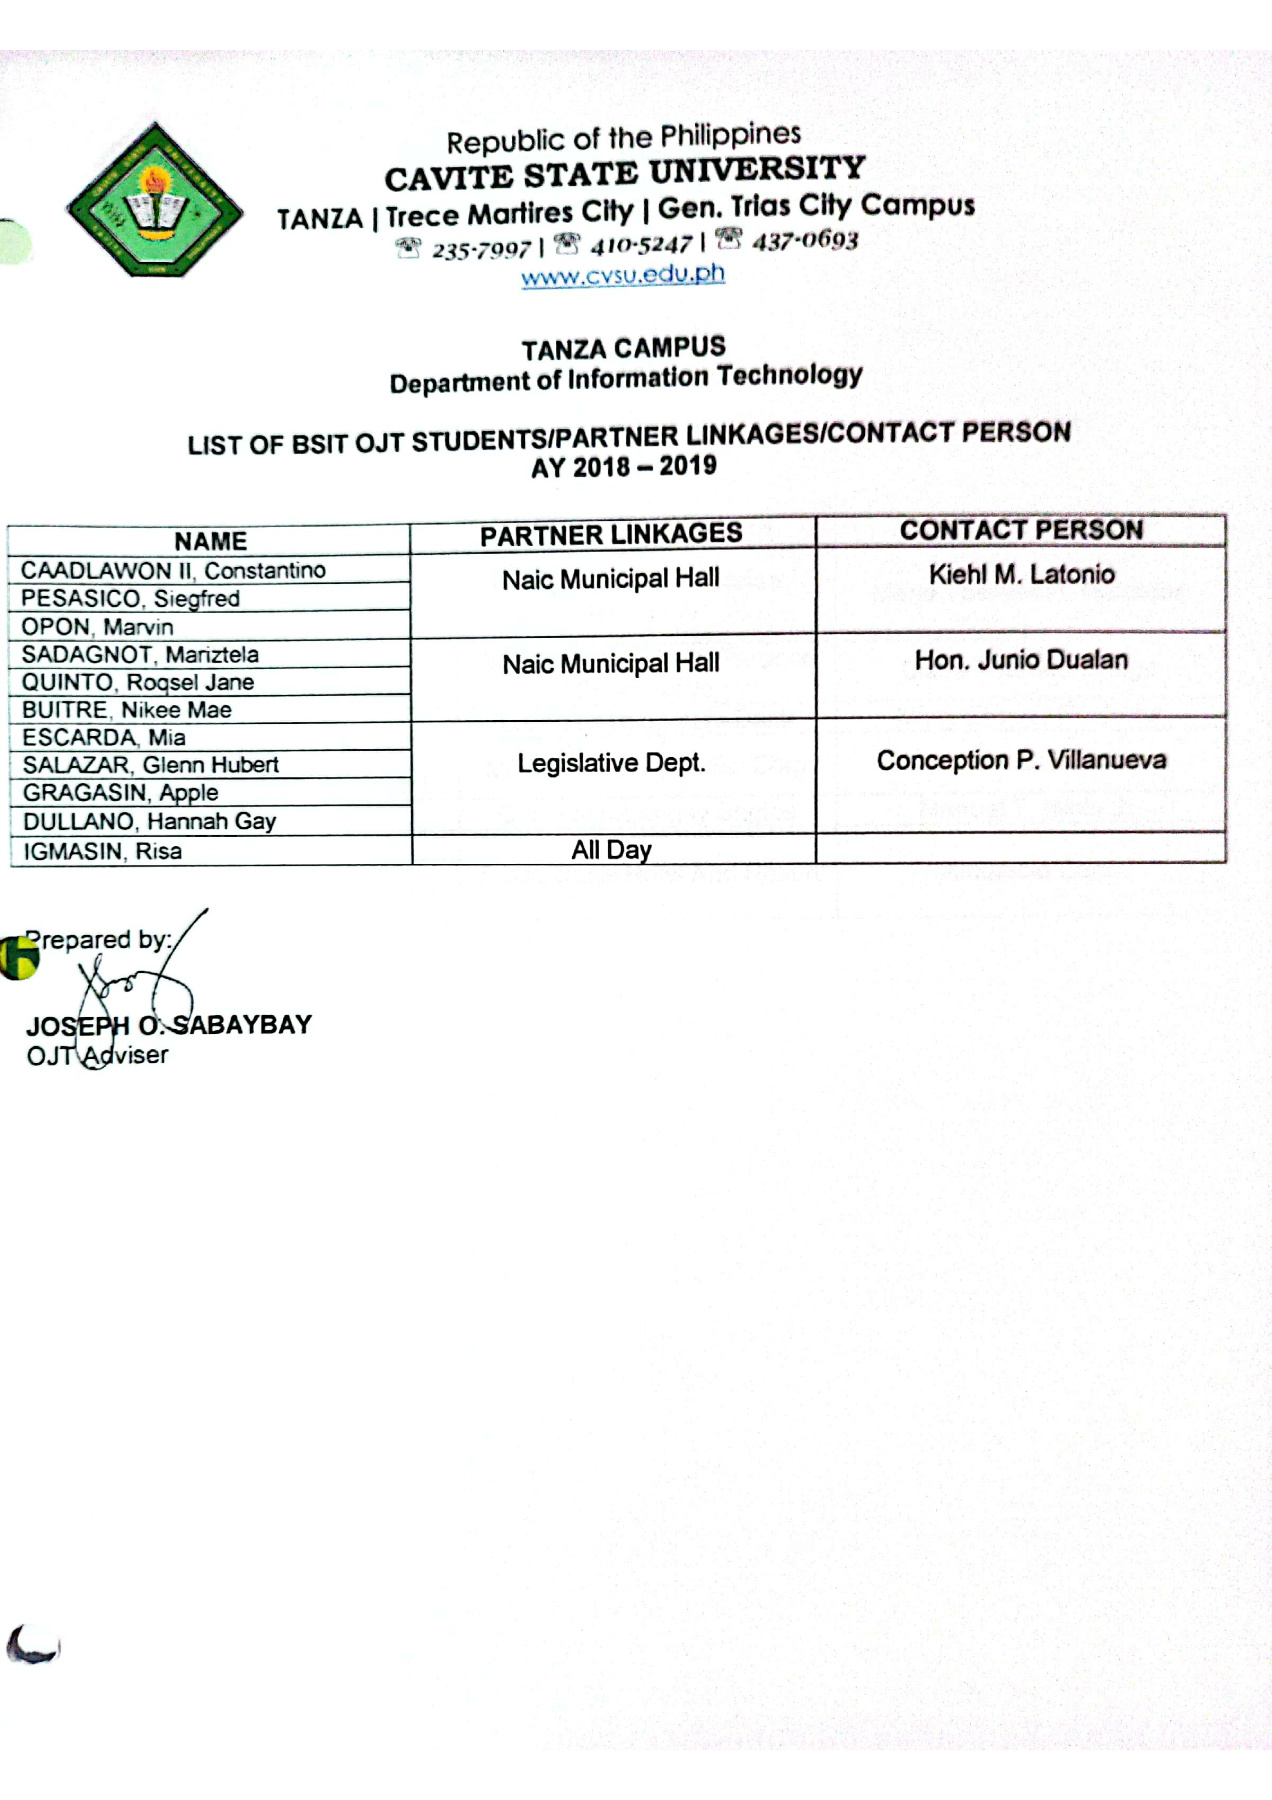 Republic of the Philippines
CAVITE STATE UNIVERSITY
TANZA | Trece Martires City | Gen. Trias City Campus
☏ 235-7997 | ☏ 410-5247 | ☏ 437-0693
www.cvsu.edu.ph
TANZA CAMPUS
Department of Information Technology
LIST OF BSIT OJT STUDENTS/PARTNER LINKAGES/CONTACT PERSON
AY 2018 – 2019
NAME PARTNER LINKAGES CONTACT PERSON
CAADLAWON II, Constantino Naic Municipal Hall Kiehl M. Latonio
PESASICO, Siegfred
OPON, Marvin
SADAGNOT, Mariztela Naic Municipal Hall Hon. Junio Dualan
QUINTO, Roqsel Jane
BUITRE, Nikee Mae
ESCARDA, Mia
SALAZAR, Glenn Hubert Legislative Dept. Conception P. Villanueva
GRAGASIN, Apple
DULLANO, Hannah Gay
IGMASIN, Risa All Day
Prepared by:
JOSEPH O. SABAYBAY
OJT Adviser